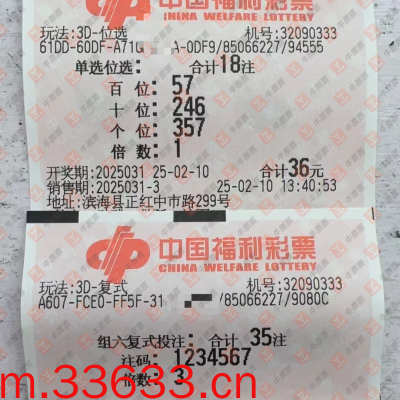 中国福利彩票
CHINA WELFARE LOTTERY
玩法:3D-位选 机号:32090333
61DD-60DF-A71 A-0DF9/85066227/94555
单选位选: 合计18注
百位: 57
十位: 246
个位: 357
倍数: 1
开奖期:2025031 25-02-10 合计36元
销售期:2025031-3 25-02-10 13:40:53
地址:滨海县正红中市路299号
中国福利彩票
CHINA WELFARE LOTTERY
玩法:3D-复式 机号:32090333
A607-FCE0-FF5F-31 /85066227/9080C
组六复式投注: 合计 35注
注码: 1234567
倍数: 3
m.33633.cn